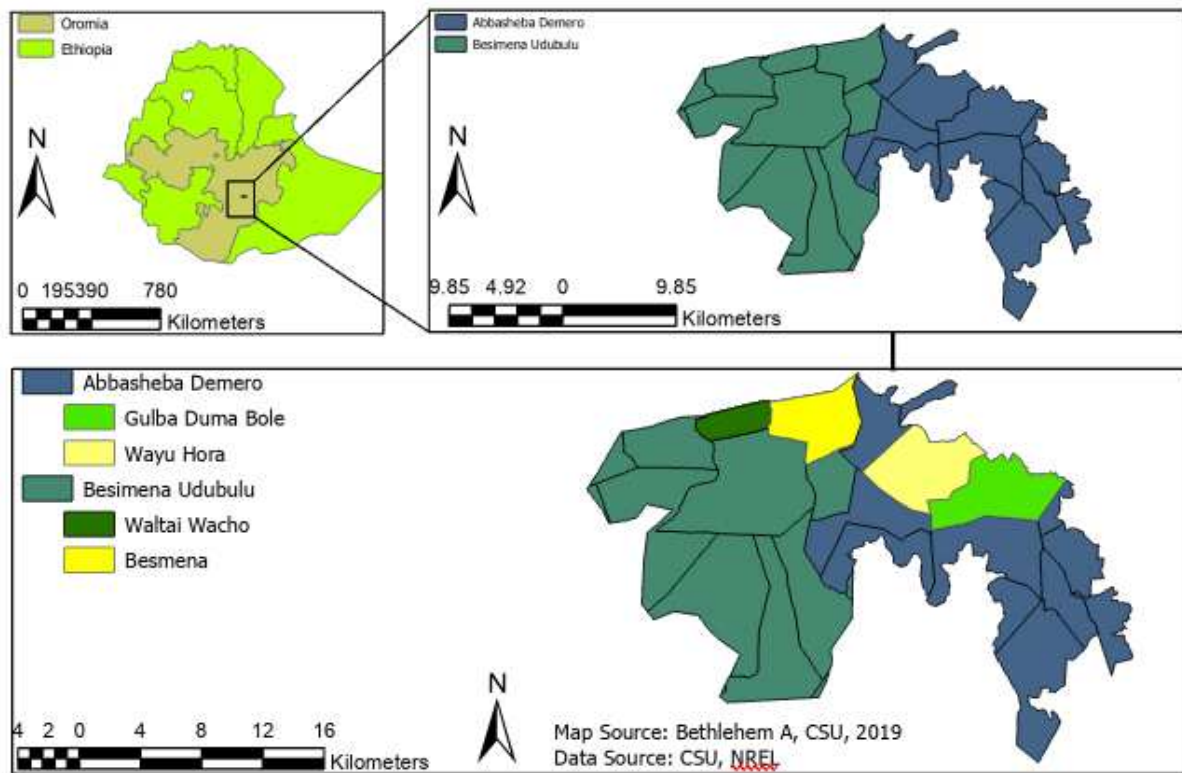 Oromia
Ethiopia
N
0 195390 780
Kilometers
Abbasheba Demero
Besimena Udubulu
N
9.85 4.92 0 9.85
Kilometers
Abbasheba Demero
Gulba Duma Bole
Wayu Hora
Besimena Udubulu
Waltai Wacho
Besmena
N
4 2 0 4 8 12 16
Kilometers
Map Source: Bethlehem A, CSU, 2019
Data Source: CSU, NREL